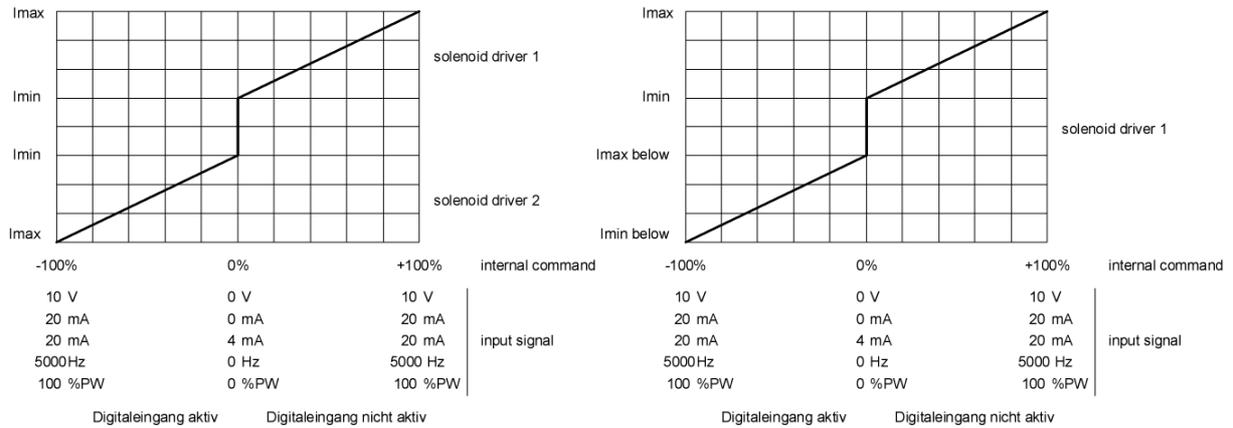 Imax
solenoid driver 1
Imin
Imin
solenoid driver 2
Imax
-100% 0% +100% internal command
10 V 0 V 10 V
20 mA 0 mA 20 mA
20 mA 4 mA 20 mA input signal
5000Hz 0 Hz 5000 Hz
100 %PW 0 %PW 100 %PW
Digitaleingang aktiv Digitaleingang nicht aktiv
Imax
Imin
solenoid driver 1
Imax below
Imin below
-100% 0% +100% internal command
10 V 0 V 10 V
20 mA 0 mA 20 mA
20 mA 4 mA 20 mA input signal
5000Hz 0 Hz 5000 Hz
100 %PW 0 %PW 100 %PW
Digitaleingang aktiv Digitaleingang nicht aktiv